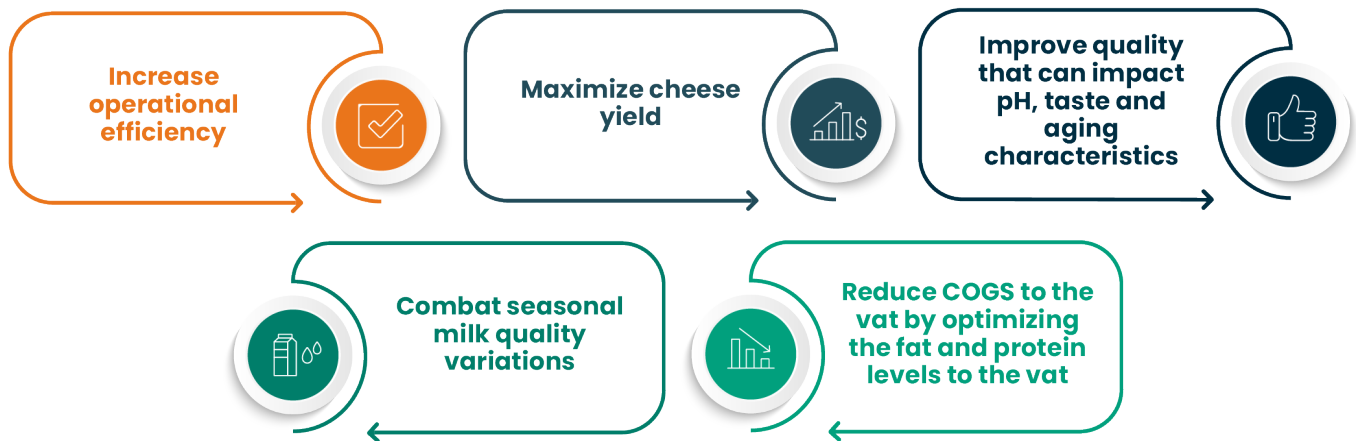 Increase
operational
efficiency
Maximize cheese
yield
$
Improve quality
that can impact
pH, taste and
aging
characteristics
Combat seasonal
milk quality
variations
Reduce COGS to the
vat by optimizing
the fat and protein
levels to the vat